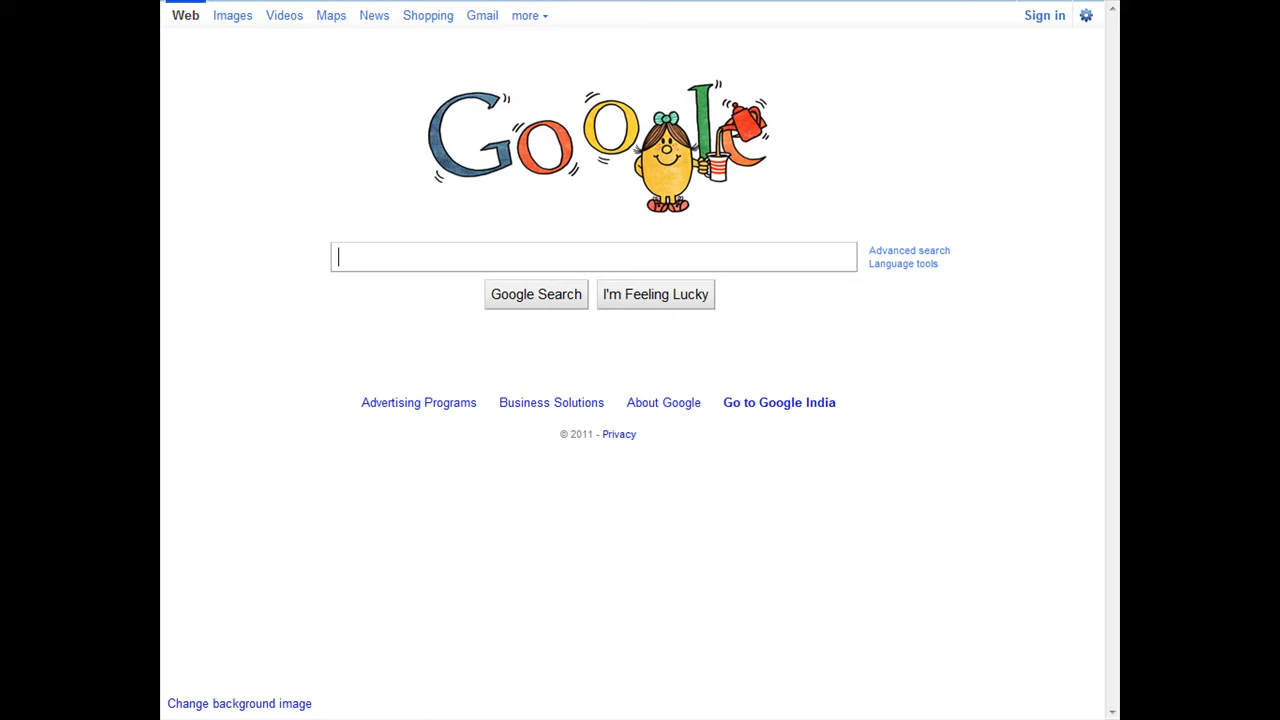 Web Images Videos Maps News Shopping Gmail more Sign in
Google
Advanced search
Language tools
Google Search I'm Feeling Lucky
Advertising Programs Business Solutions About Google Go to Google India
© 2011 - Privacy
Change background image